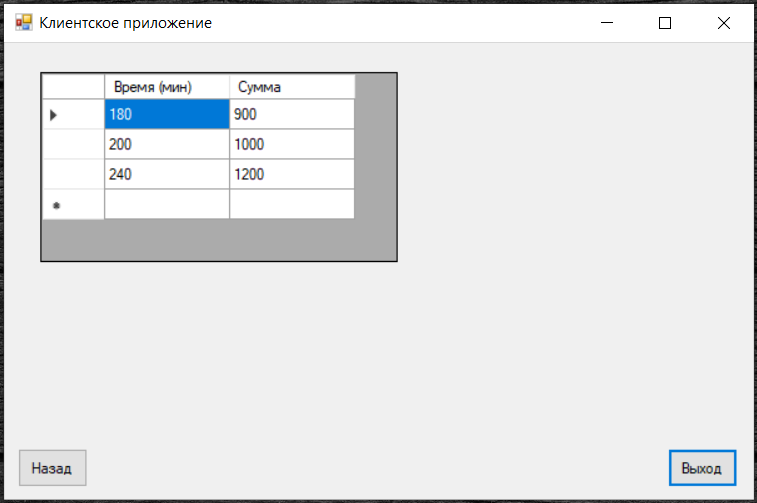 Клиентское приложение
Время (мин) Сумма
180 900
200 1000
240 1200
Назад Выход